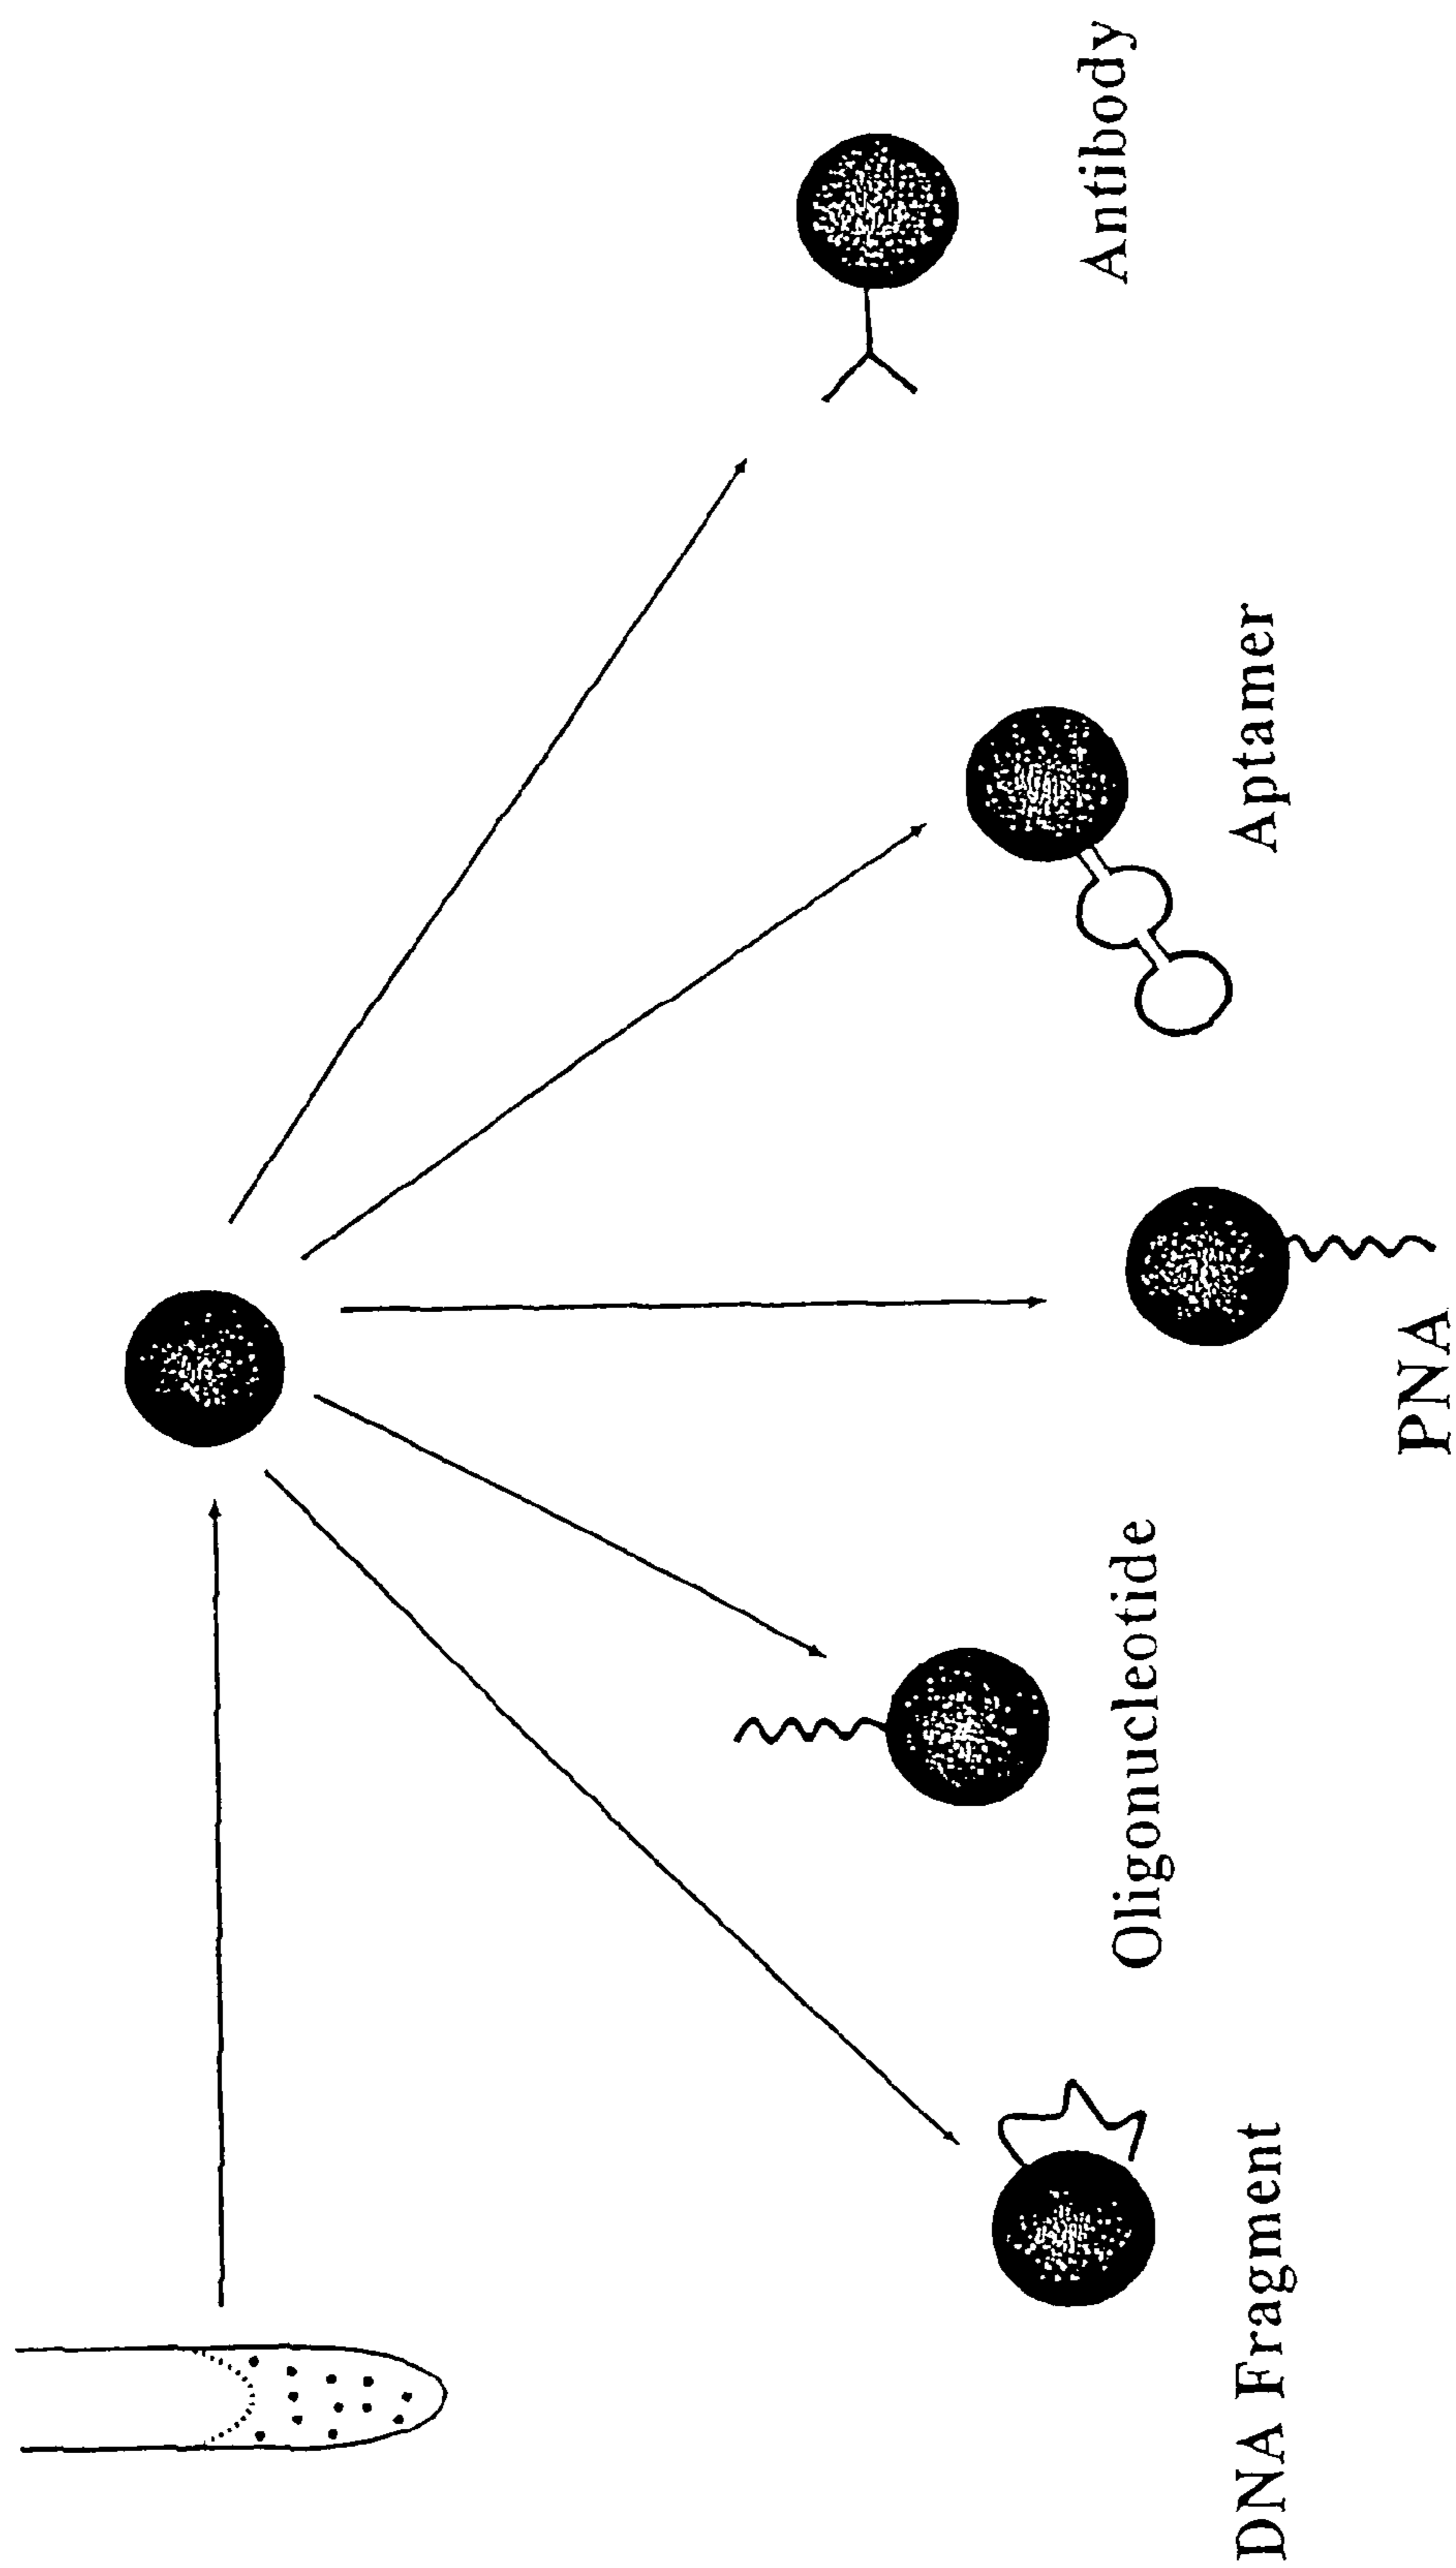 DNA Fragment
Oligonucleotide
PNA
Aptamer
Antibody